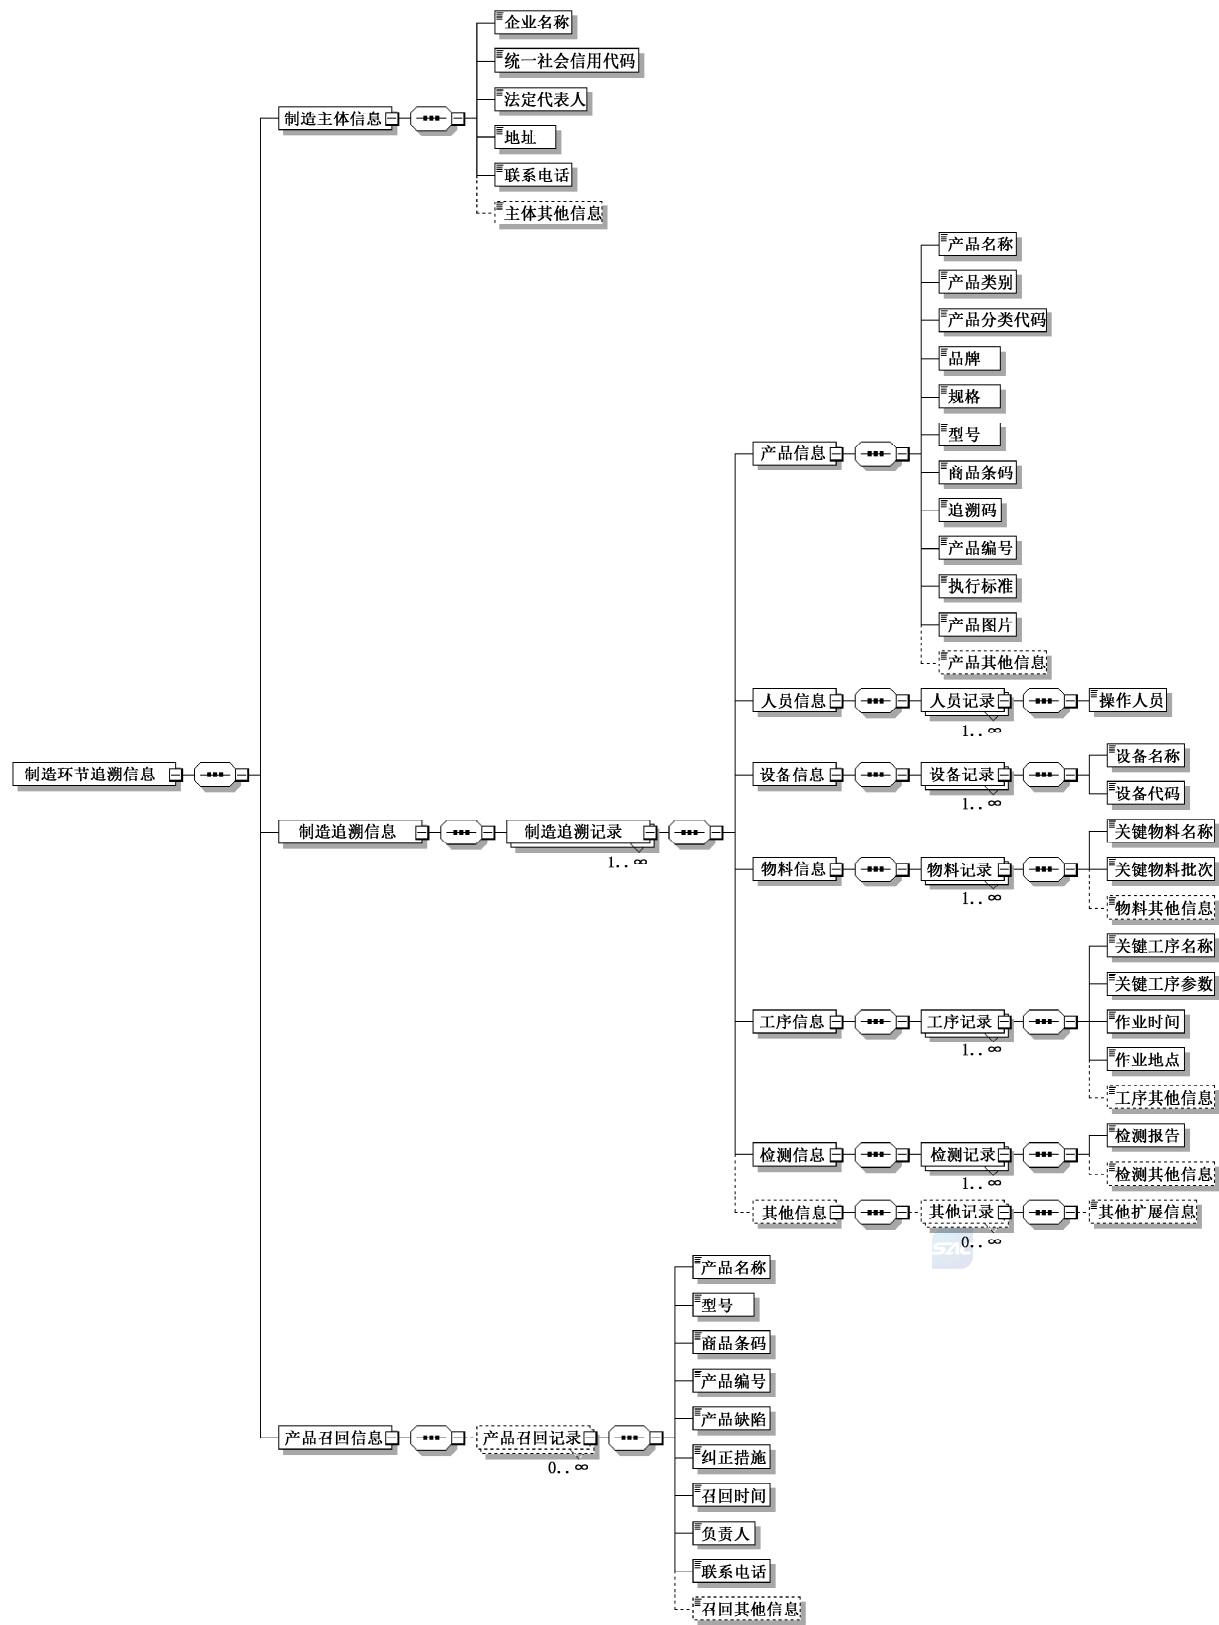 企业名称
统一社会信用代码
法定代表人
制造主体信息
地址
联系电话
主体其他信息
产品名称
产品类别
产品分类代码
品牌
规格
型号
产品信息
商品条码
追溯码
产品编号
执行标准
产品图片
产品其他信息
人员信息 人员记录 操作人员
1..∞
设备名称
制造环节追溯信息 设备信息 设备记录
设备代码
1..∞
关键物料名称
制造追溯信息 制造追溯记录
1..∞
物料信息 物料记录 关键物料批次
1..∞
物料其他信息
关键工序名称
关键工序参数
工序信息 工序记录 作业时间
1..∞
作业地点
工序其他信息
检测报告
检测信息 检测记录
检测其他信息
1..∞
其他信息 其他记录 其他扩展信息
0..∞
SZIC
产品名称
型号
商品条码
产品编号
产品缺陷
产品召回信息 产品召回记录
纠正措施
0..∞
召回时间
负责人
联系电话
召回其他信息